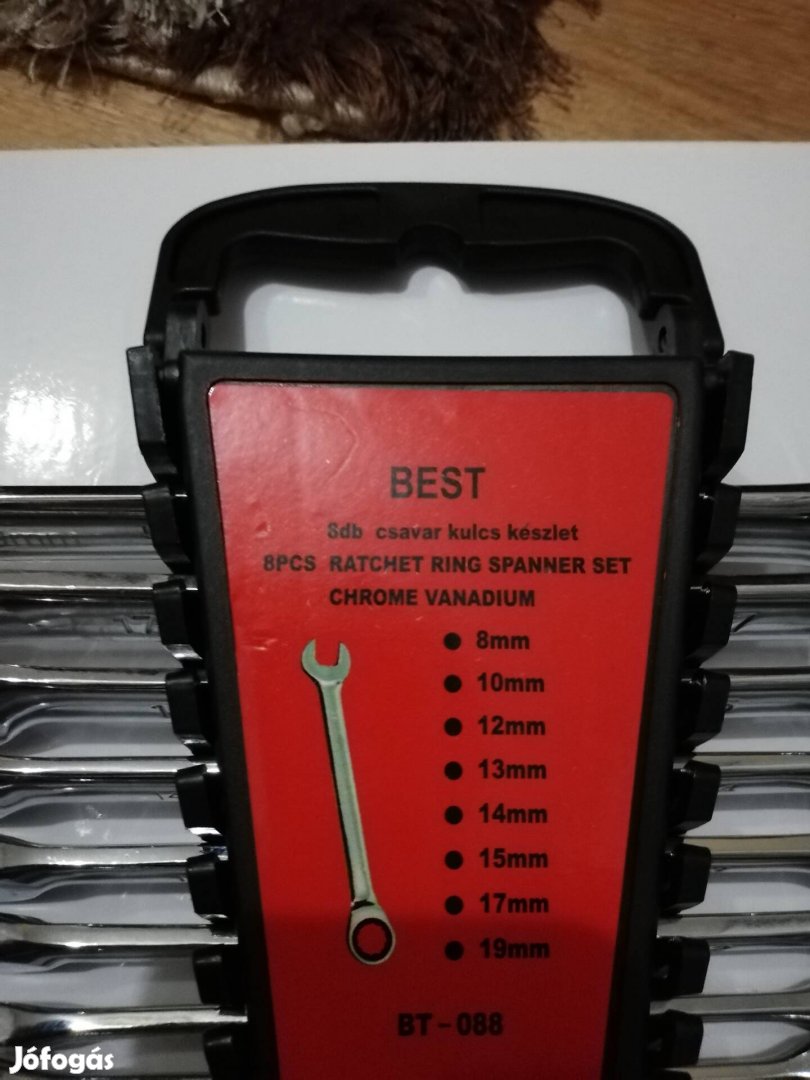 BEST
8db csavar kulcs készlet
8PCS RATCHET RING SPANNER SET
CHROME VANADIUM
● 8mm
● 10mm
● 12mm
● 13mm
● 14mm
● 15mm
● 17mm
● 19mm
BT-088
Jófogás